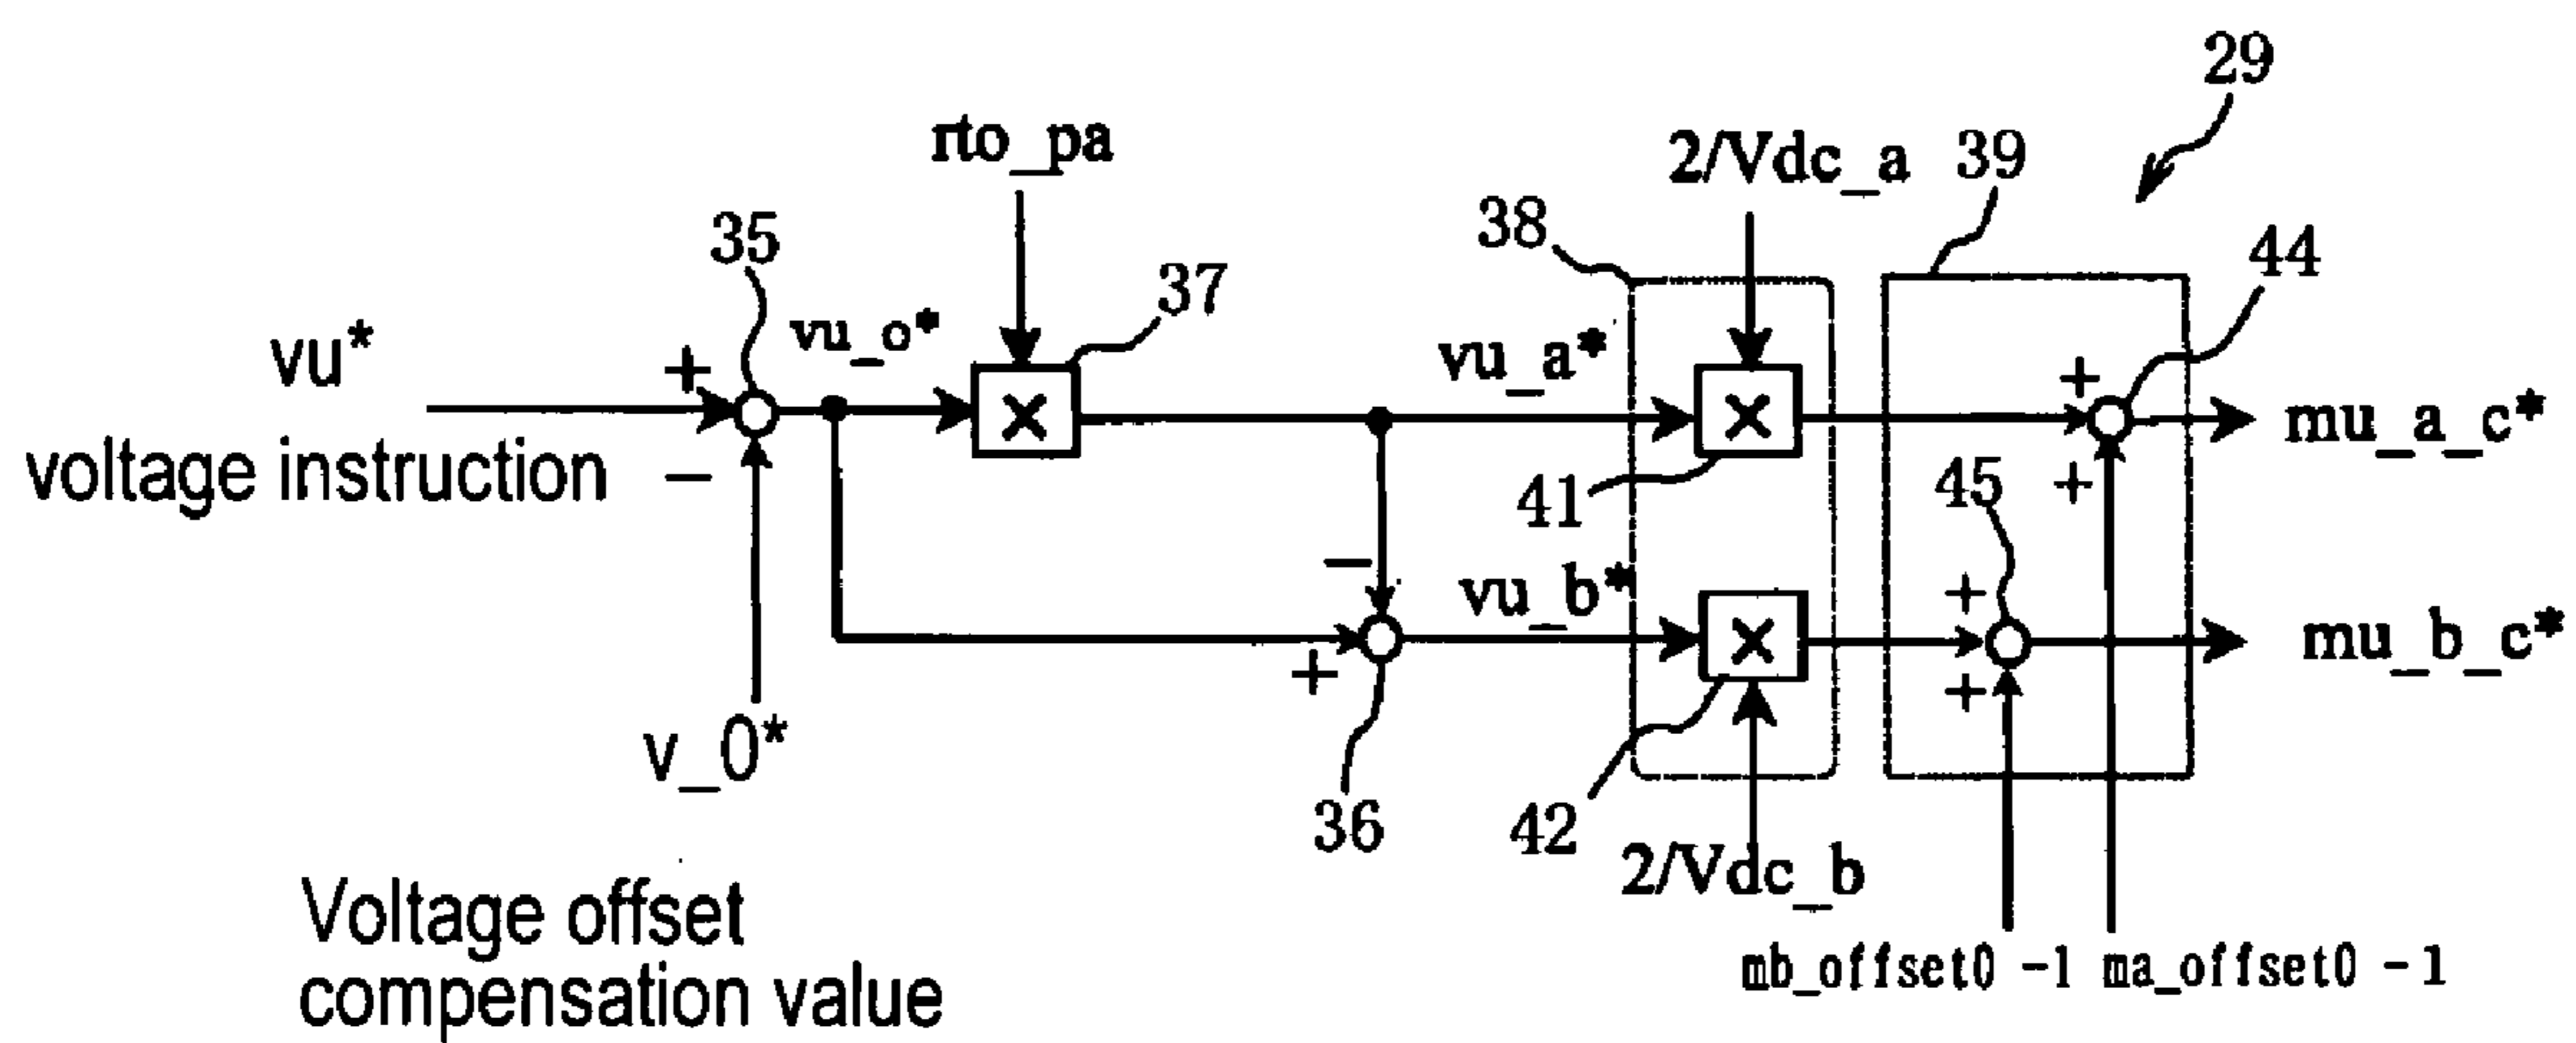 29
rto_pa
2/Vdc_a
39
38
44
35
37
vu*
+
vu_o*
vu_a*
+
×
×
mu_a_c*
voltage instruction
−
41
45
+
−
vu_b*
+
×
mu_b_c*
+
+
v_0*
36
42
2/Vdc_b
Voltage offset
compensation value
mb_offset0 -1 ma_offset0 -1